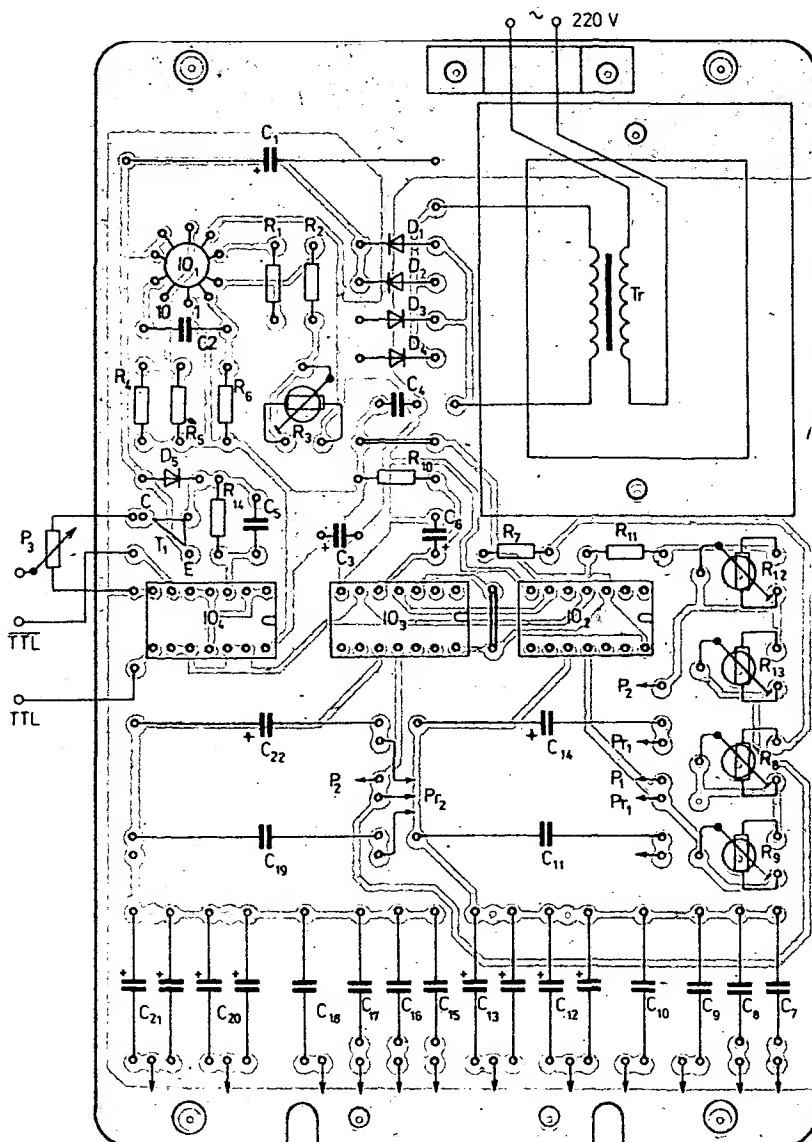 ~ 220 V
C1
+
R1 R2
D1
IO1
D2
Tr
10 1
D3
C2
D4
R4 R5 R6
C4
R3
D5
R10
C R14 C5
P3 T1
C6
R7 R11
E
+ C3 +
R12
IO4 IO3 IO2
TTL
R13
P2
TTL
+ C22 + C14
Pr1
R8
P2 Pr2 P1
Pr1
C19 C11
R9
+ + + + + + + +
C21 C20 C18 C17 C16 C15 C13 C12 C10 C9 C8 C7